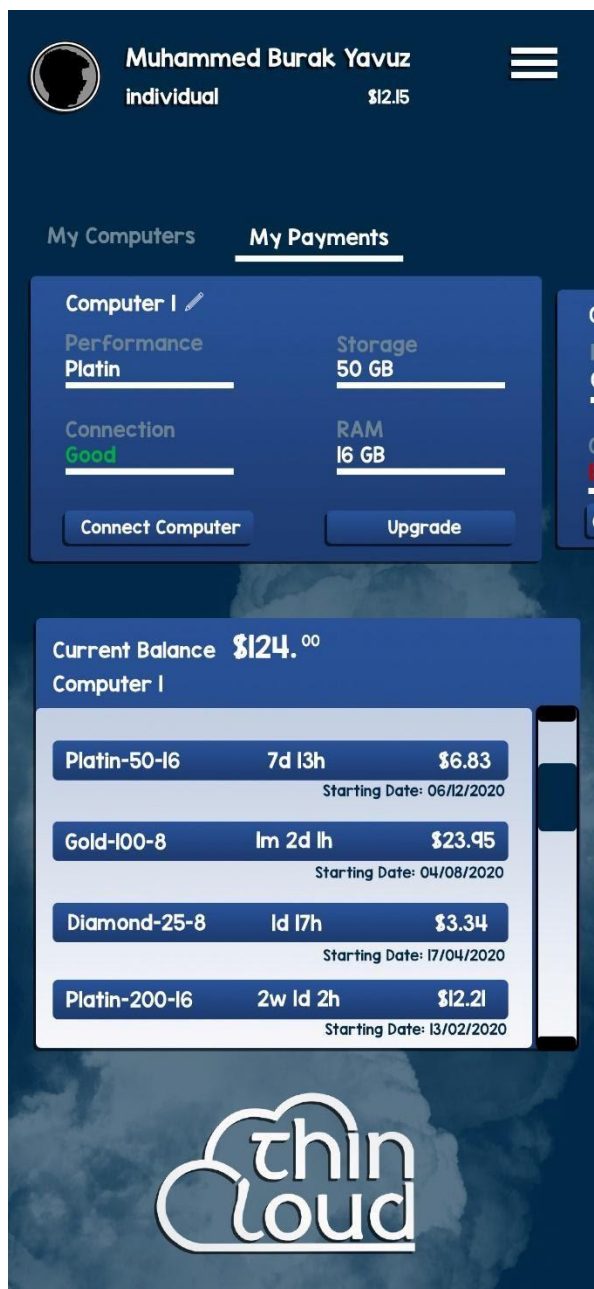 Muhammed Burak Yavuz
individual $12.15
My Computers My Payments
Computer 1
Performance Storage
Platin 50 GB
Connection RAM
Good 16 GB
Connect Computer Upgrade
Current Balance $124.00
Computer 1
Platin-50-16 7d 13h $6.83
Starting Date: 06/12/2020
Gold-100-8 1m 2d 1h $23.95
Starting Date: 04/08/2020
Diamond-25-8 1d 17h $3.34
Starting Date: 17/04/2020
Platin-200-16 2w 1d 2h $12.21
Starting Date: 13/02/2020
thin
Cloud